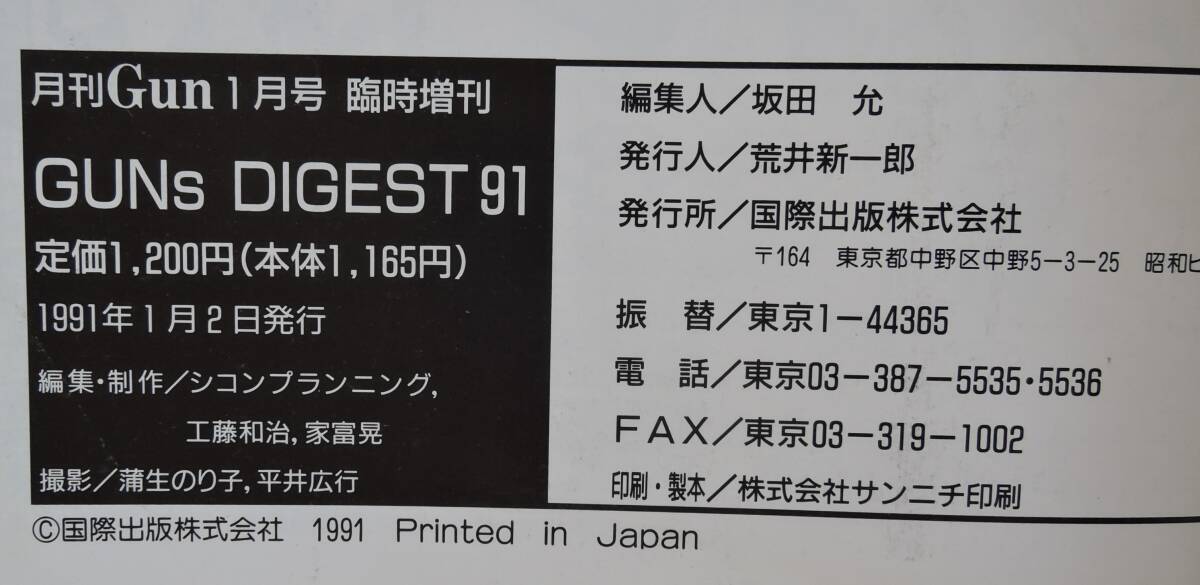 月刊Gun1月号 臨時増刊
GUNs DIGEST 91
定価1,200円(本体1,165円)
1991年1月2日発行
編集・制作/シコンプランニング,
工藤和治,家富晃
撮影/蒲生のり子,平井広行
編集人/坂田 允
発行人/荒井新一郎
発行所/国際出版株式会社
〒164 東京都中野区中野5-3-25 昭和ビ
振 替/東京1-44365
電 話/東京03-387-5535・5536
FAX/東京03-319-1002
印刷・製本/株式会社サンニチ印刷
©国際出版株式会社 1991 Printed in Japan